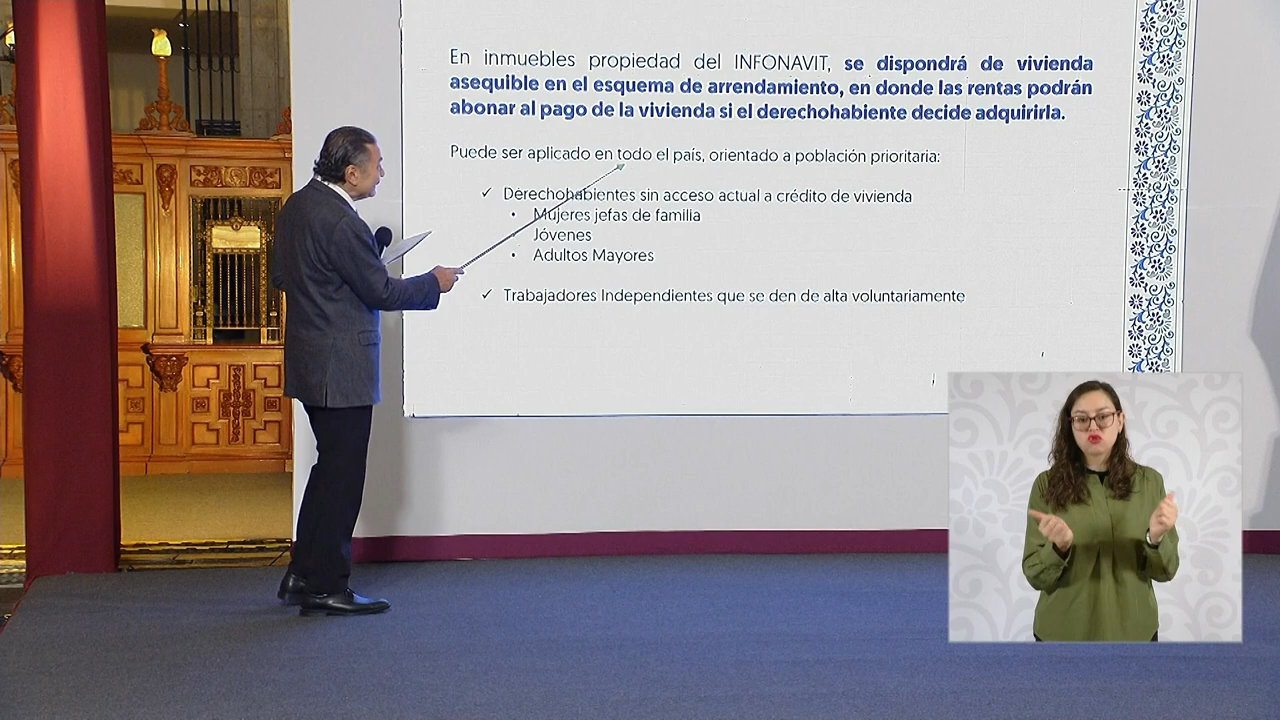 En inmuebles propiedad del INFONAVIT, se dispondrá de vivienda
asequible en el esquema de arrendamiento, en donde las rentas podrán
abonar al pago de la vivienda si el derechohabiente decide adquirirla.
Puede ser aplicado en todo el país, orientado a población prioritaria:
✓ Derechohabientes sin acceso actual a crédito de vivienda
• Mujeres jefas de familia
• Jóvenes
• Adultos Mayores
✓ Trabajadores Independientes que se den de alta voluntariamente